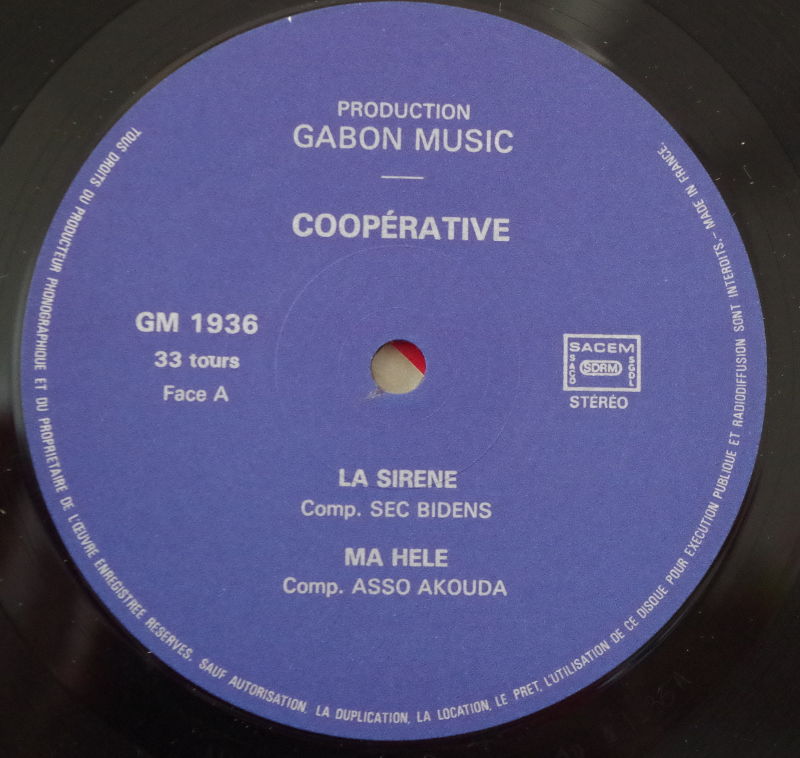 PRODUCTION
GABON MUSIC
COOPÉRATIVE
GM 1936
33 tours
Face A
SACEM
SACD
SDRM
SGDL
STÉRÉO
LA SIRENE
Comp. SEC BIDENS
MA HELE
Comp. ASSO AKOUDA
TOUS DROITS DU PRODUCTEUR PHONOGRAPHIQUE ET DU PROPRIETAIRE DE L'ŒUVRE ENREGISTREE RESERVES. SAUF AUTORISATION, LA DUPLICATION, LA LOCATION, LE PRET, L'UTILISATION DE CE DISQUE POUR EXECUTION PUBLIQUE ET RADIODIFFUSION SONT INTERDITS. - MADE IN FRANCE.